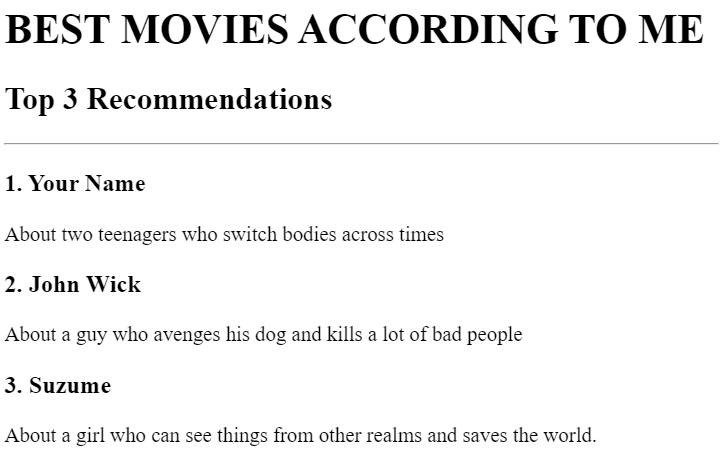 BEST MOVIES ACCORDING TO ME
Top 3 Recommendations
1. Your Name
About two teenagers who switch bodies across times
2. John Wick
About a guy who avenges his dog and kills a lot of bad people
3. Suzume
About a girl who can see things from other realms and saves the world.